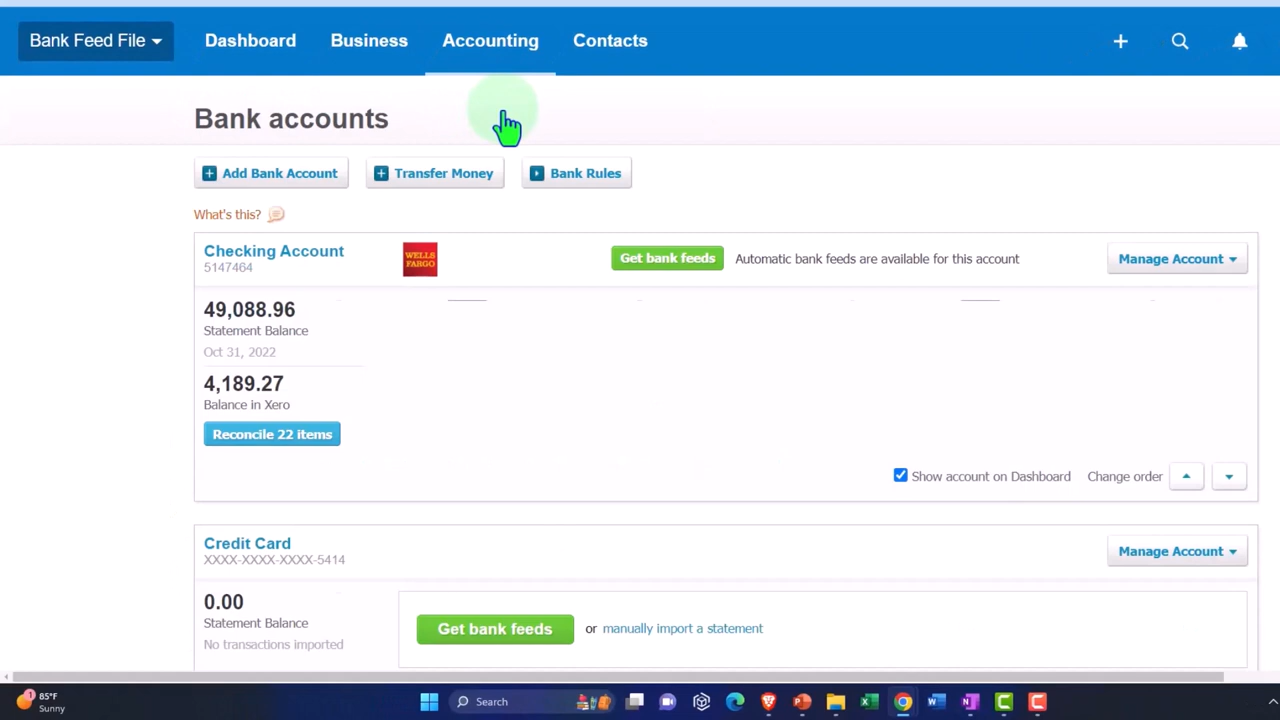 Bank Feed File Dashboard Business Accounting Contacts
Bank accounts
Add Bank Account Transfer Money Bank Rules
What's this?
Checking Account
5147464
WELLS
FARGO
Get bank feeds Automatic bank feeds are available for this account Manage Account
49,088.96
Statement Balance
Oct 31, 2022
4,189.27
Balance in Xero
Reconcile 22 items
Show account on Dashboard Change order
Credit Card
XXXX-XXXX-XXXX-5414
Manage Account
0.00
Statement Balance
No transactions imported
Get bank feeds or manually import a statement
1
85°F
Sunny
Search